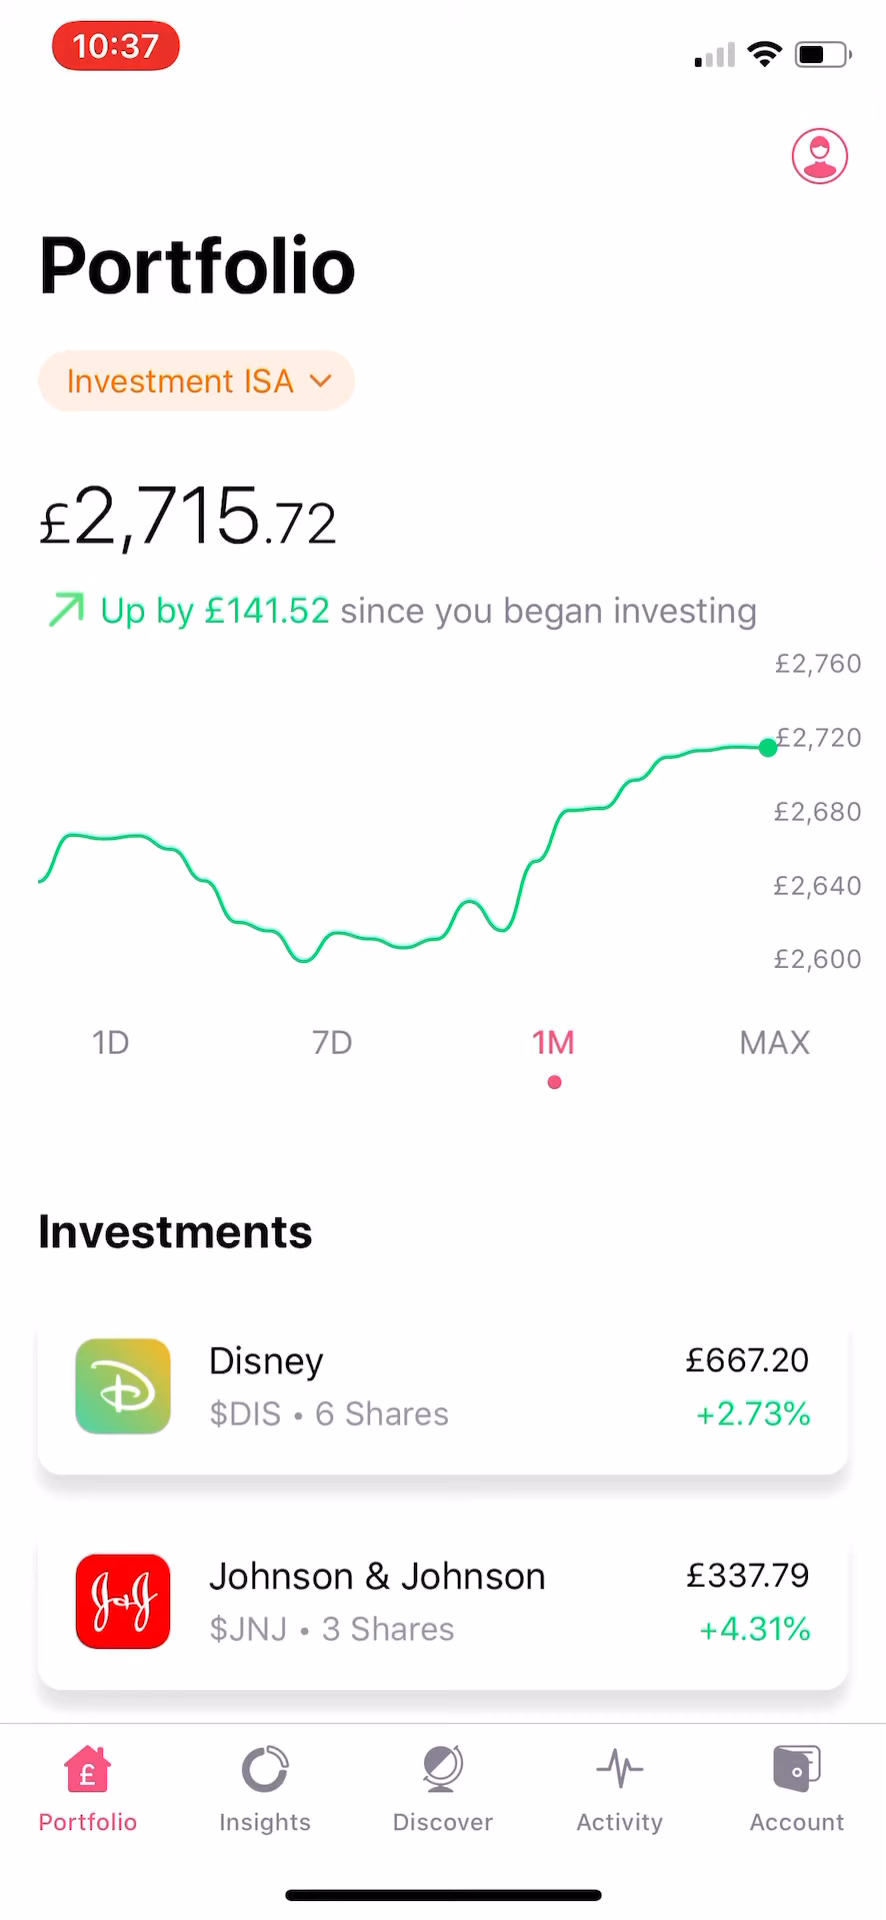 10:37
Portfolio
Investment ISA
£2,715.72
Up by £141.52 since you began investing
£2,760
£2,720
£2,680
£2,640
£2,600
1D 7D 1M MAX
Investments
Disney £667.20
$DIS • 6 Shares +2.73%
J&J
Johnson & Johnson £337.79
$JNJ • 3 Shares +4.31%
£
Portfolio Insights Discover Activity Account